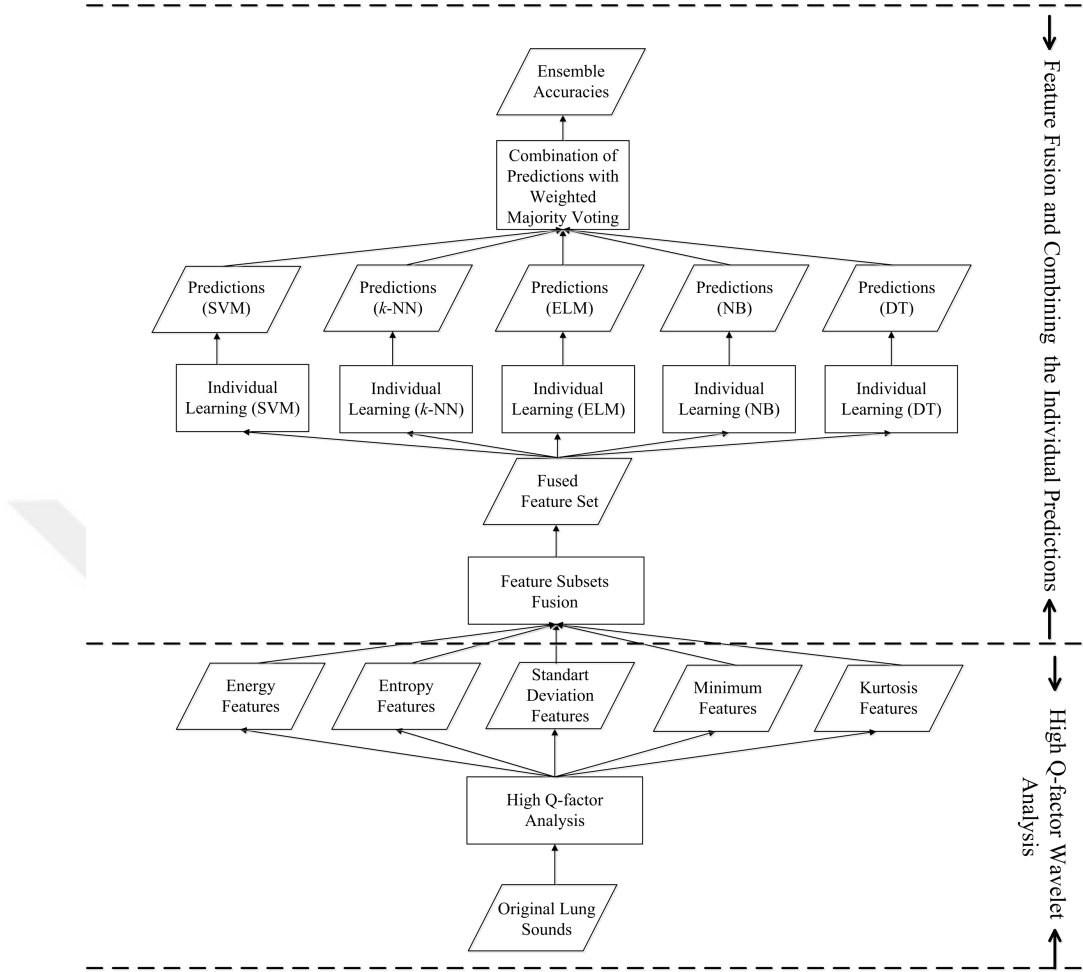 Ensemble
Accuracies
Combination of
Predictions with
Weighted
Majority Voting
Predictions
(SVM)
Predictions
(k-NN)
Predictions
(ELM)
Predictions
(NB)
Predictions
(DT)
Individual
Learning (SVM)
Individual
Learning (k-NN)
Individual
Learning (ELM)
Individual
Learning (NB)
Individual
Learning (DT)
Fused
Feature Set
Feature Subsets
Fusion
Energy
Features
Entropy
Features
Standart
Deviation
Features
Minimum
Features
Kurtosis
Features
High Q-factor
Analysis
Original Lung
Sounds
Feature Fusion and Combining the Individual Predictions
High Q-factor Wavelet
Analysis